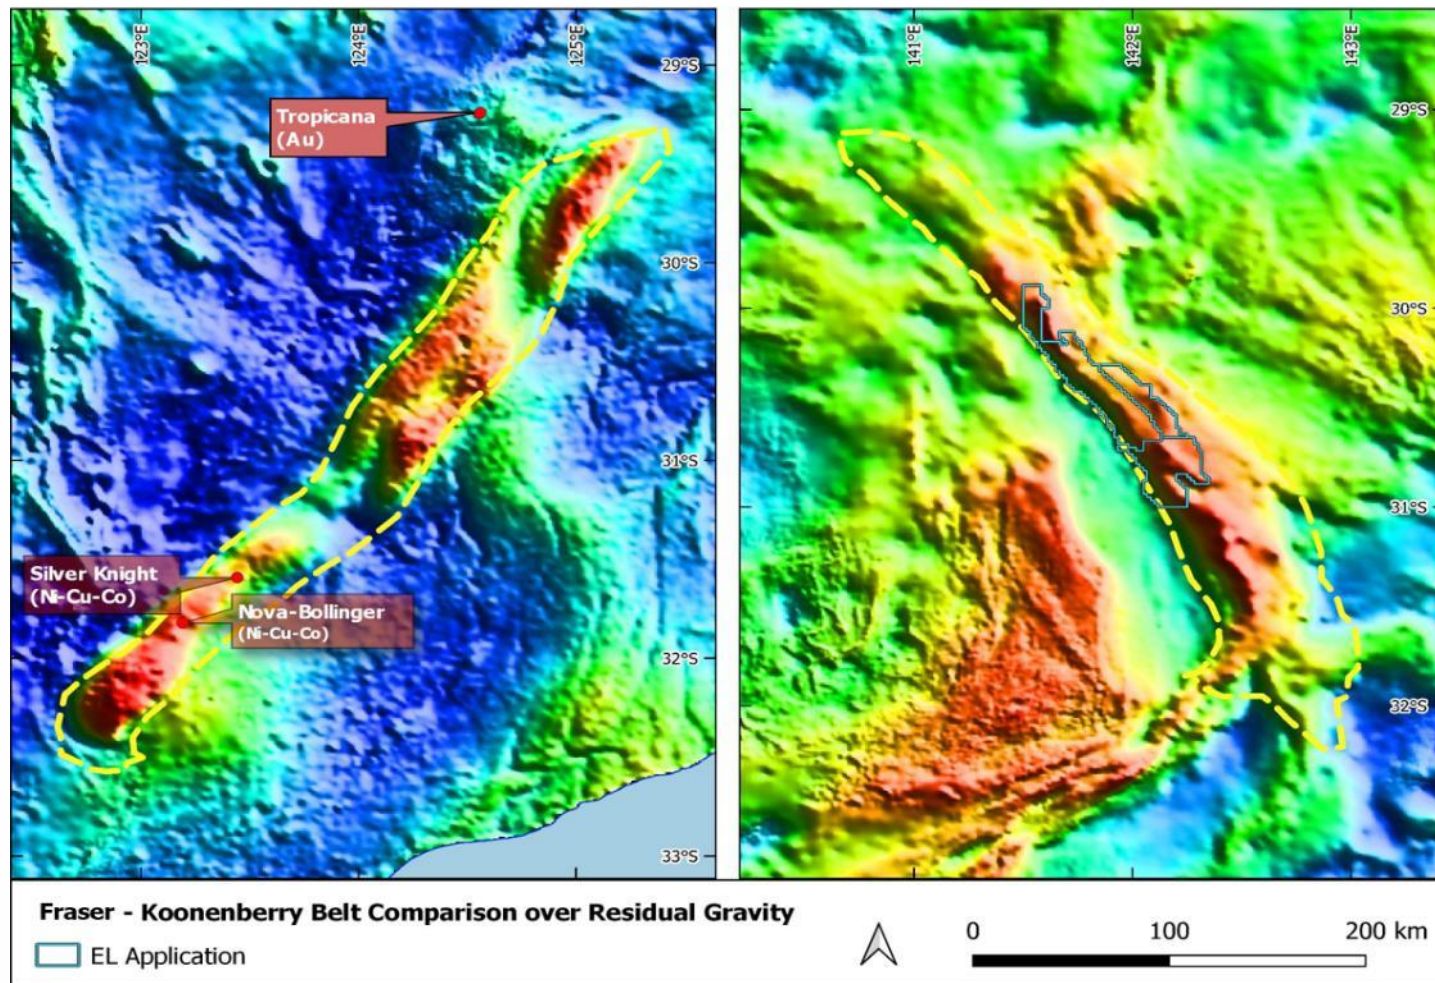 123°E
124°E
125°E
29°S
Tropicana
(Au)
30°S
31°S
Silver Knight
(Ni-Cu-Co)
Nova-Bollinger
(Ni-Cu-Co)
32°S
33°S
141°E
142°E
143°E
29°S
30°S
31°S
32°S
Fraser - Koonenberry Belt Comparison over Residual Gravity
EL Application
0 100 200 km